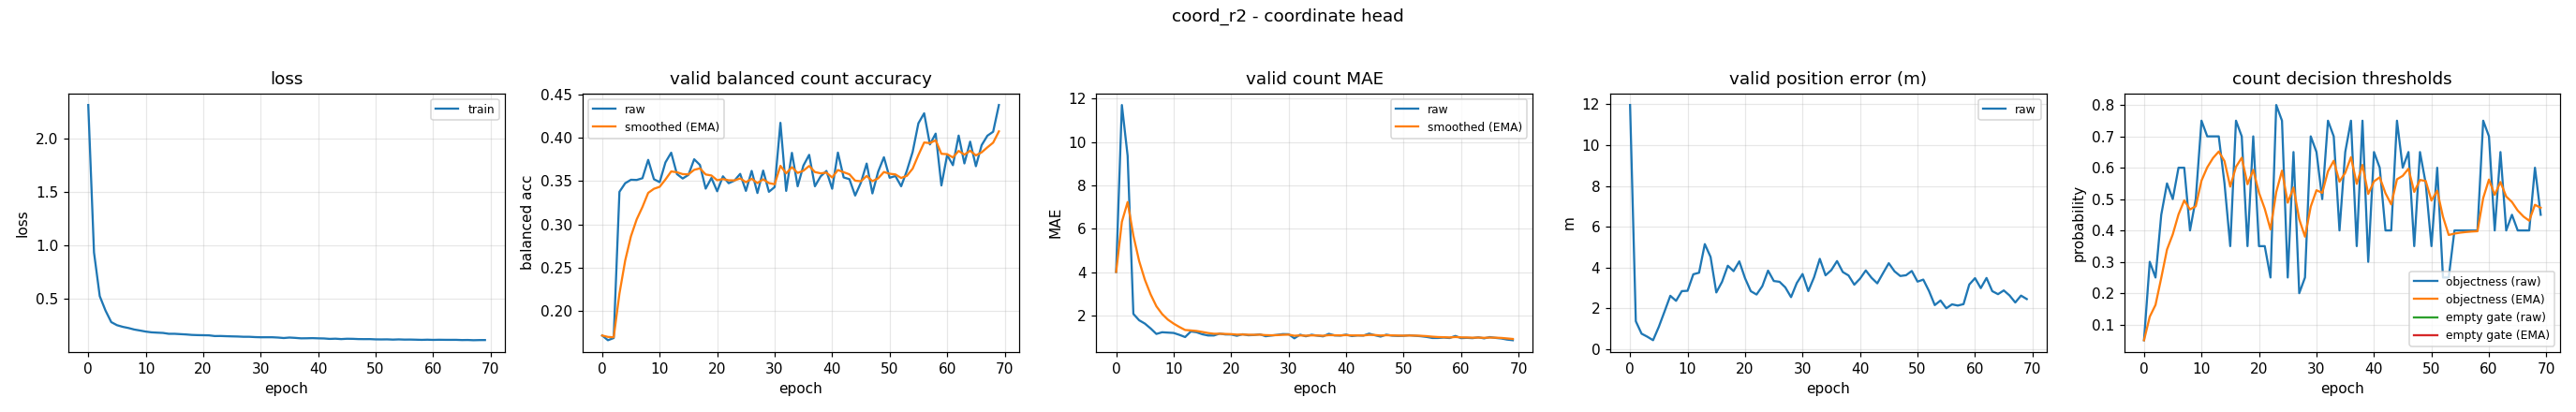 coord_r2 - coordinate head
loss
loss
2.0
1.5
1.0
0.5
0 10 20 30 40 50 60 70
epoch
train
valid balanced count accuracy
balanced acc
0.45
0.40
0.35
0.30
0.25
0.20
0 10 20 30 40 50 60 70
epoch
raw
smoothed (EMA)
valid count MAE
MAE
12
10
8
6
4
2
0 10 20 30 40 50 60 70
epoch
raw
smoothed (EMA)
valid position error (m)
m
12
10
8
6
4
2
0
0 10 20 30 40 50 60 70
epoch
raw
count decision thresholds
probability
0.8
0.7
0.6
0.5
0.4
0.3
0.2
0.1
0 10 20 30 40 50 60 70
epoch
objectness (raw)
objectness (EMA)
empty gate (raw)
empty gate (EMA)